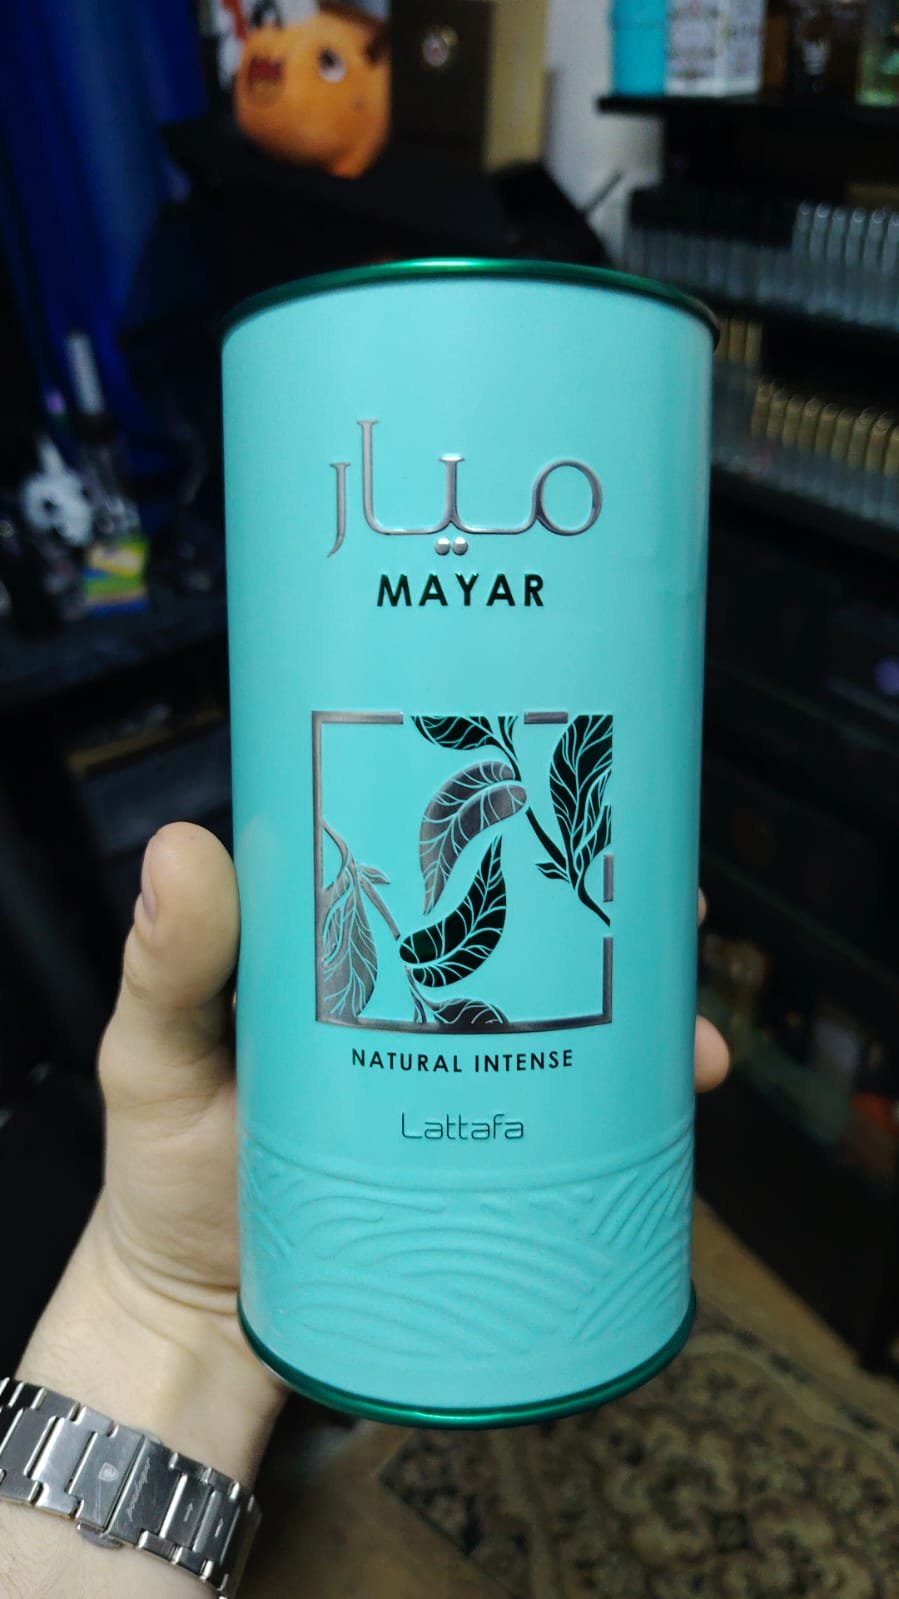 ميار
MAYAR
NATURAL INTENSE
Lattafa